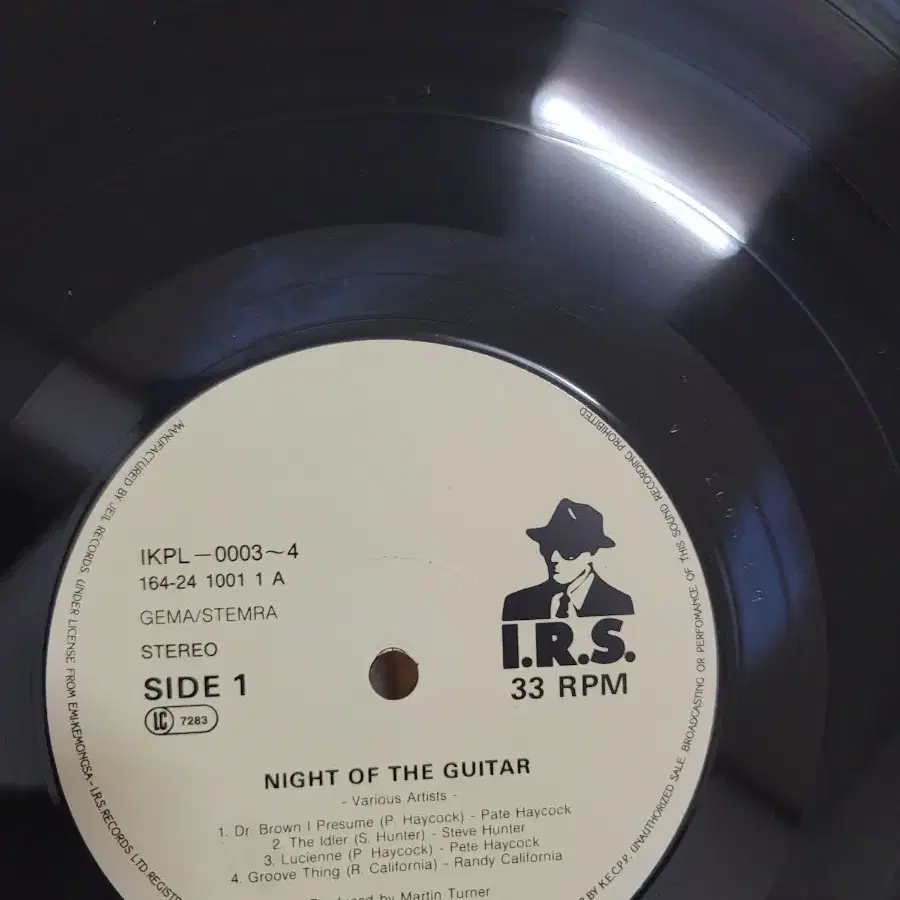 MANUFACTURED BY JEIL RECORDS, UNDER LICENSE FROM EMI-KEMONGSA - I.R.S. RECORDS LTD
UNAUTHORIZED SALE, BROADCASTING OR PERFOMANCE OF THIS SOUND RECORDING PROHIBITED
IKPL-0003~4
164-24 1001 1 A
GEMA/STEMRA
STEREO
SIDE 1
LC 7283
I.R.S.
33 RPM
NIGHT OF THE GUITAR
- Various Artists -
1. Dr. Brown I Presume (P. Haycock) - Pate Haycock
2. The Idler (S. Hunter) - Steve Hunter
3. Lucienne (P. Haycock) - Pete Haycock
4. Groove Thing (R. California) - Randy California
by Martin Turner